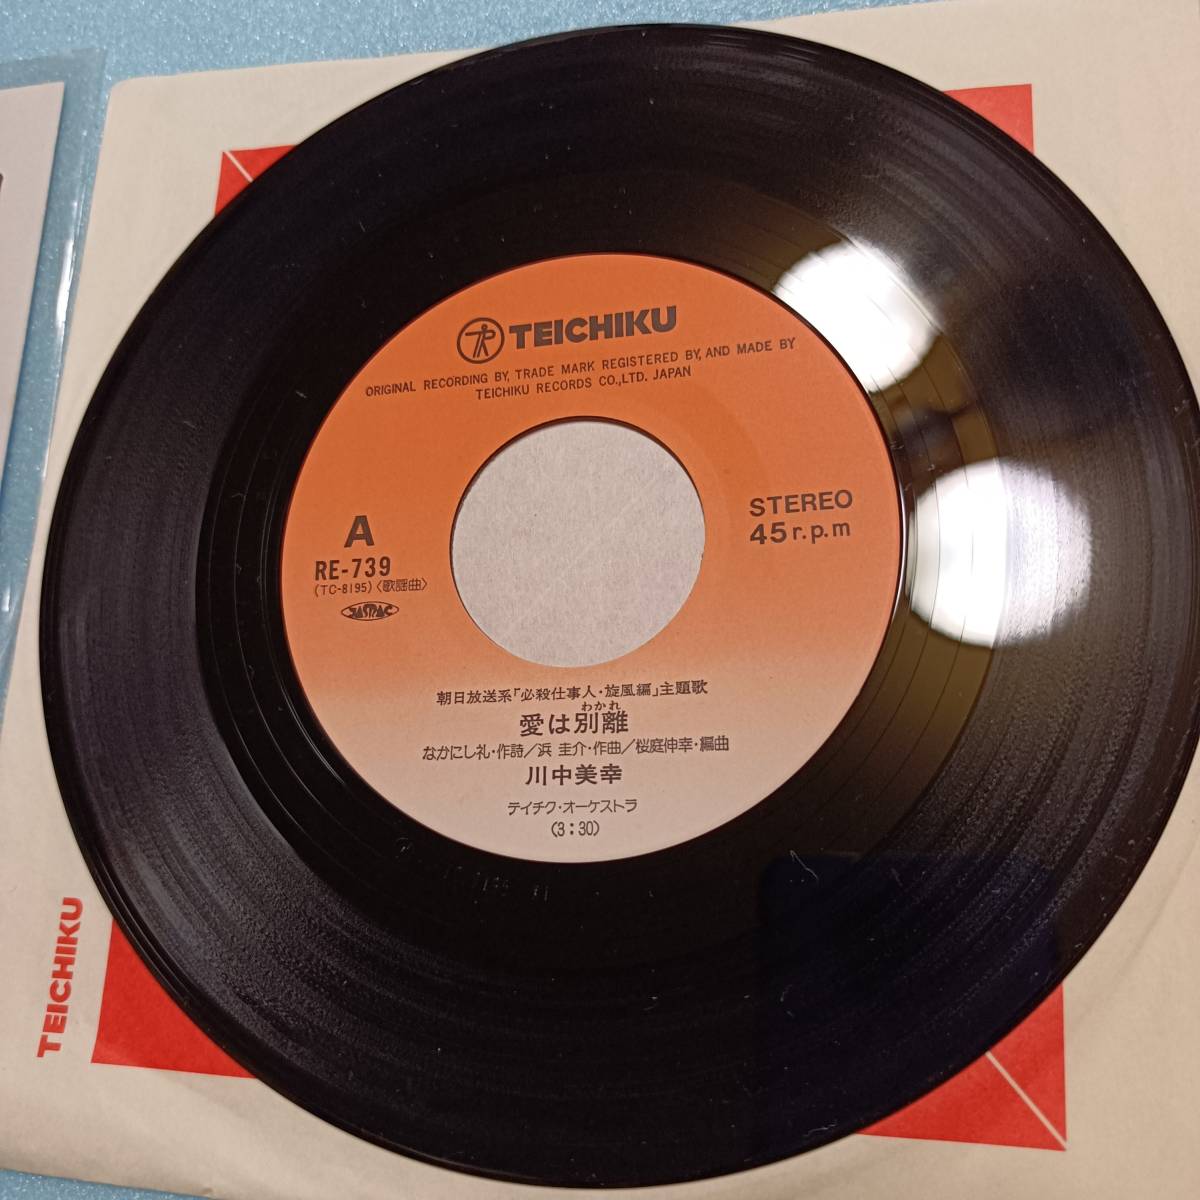 TEICHIKU
ORIGINAL RECORDING BY, TRADE MARK REGISTERED BY, AND MADE BY
TEICHIKU RECORDS CO.,LTD. JAPAN
A
RE-739
(TC-8195)〈歌謡曲〉
JASRAC
STEREO
45 r.p.m
朝日放送系「必殺仕事人・旋風編」主題歌
わかれ
愛は別離
なかにし礼・作詩/浜 圭介・作曲/桜庭伸幸・編曲
川中美幸
テイチク・オーケストラ
(3:30)
TEICHIKU